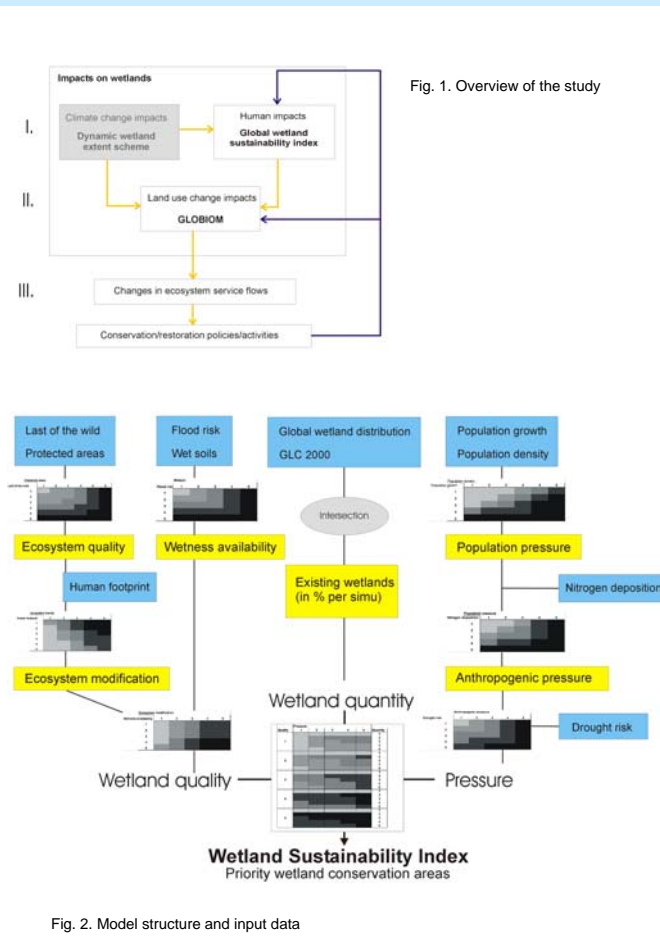 Fig. 1. Overview of the study
Impacts on wetlands
I.
Climate change impacts
Dynamic wetland
extent scheme
Human impacts
Global wetland
sustainability index
II.
Land use change impacts
GLOBIOM
III.
Changes in ecosystem service flows
Conservation/restoration policies/activities
Last of the wild
Protected areas
Flood risk
Wet soils
Global wetland distribution
GLC 2000
Population growth
Population density
Intersection
Ecosystem quality
Wetness availability
Population pressure
Human footprint
Existing wetlands
(in % per simu)
Nitrogen deposition
Ecosystem modification
Anthropogenic pressure
Wetland quantity
Drought risk
Wetland quality
Pressure
Wetland Sustainability Index
Priority wetland conservation areas
Fig. 2. Model structure and input data